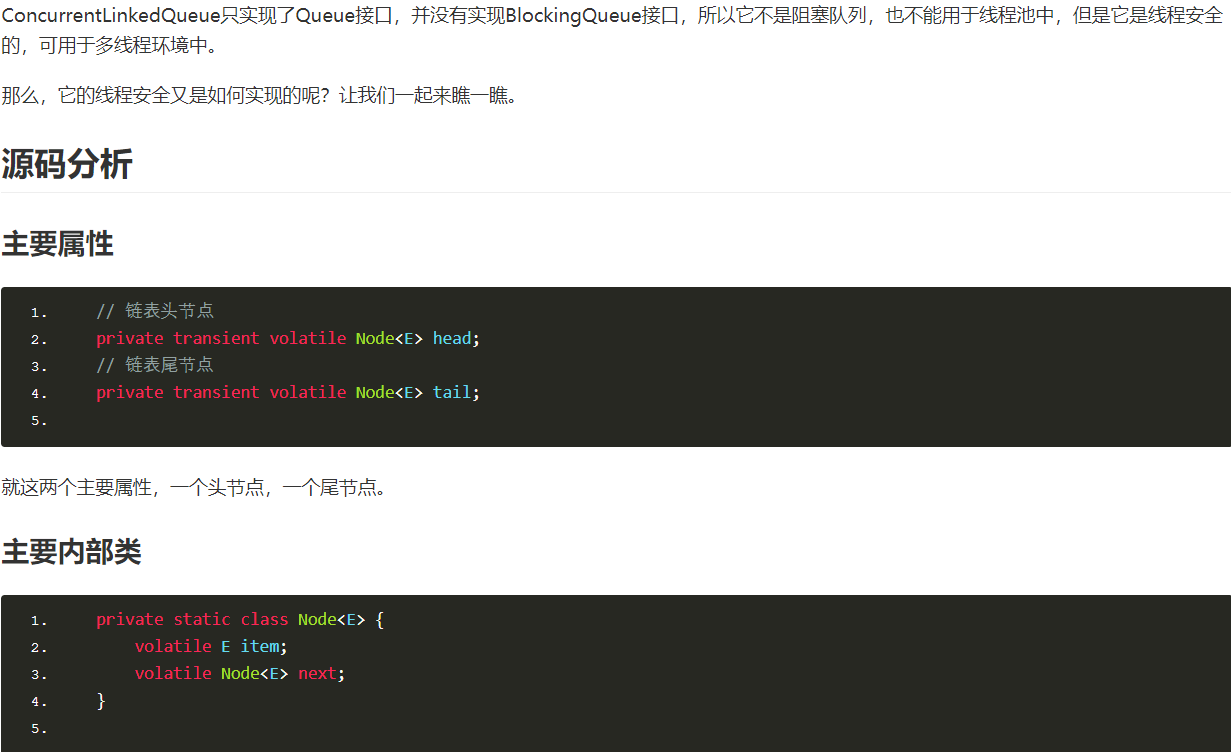 ConcurrentLinkedQueue只实现了Queue接口，并没有实现BlockingQueue接口，所以它不是阻塞队列，也不能用于线程池中，但是它是线程安全
的，可用于多线程环境中。
那么，它的线程安全又是如何实现的呢？让我们一起来瞧一瞧。
源码分析
主要属性
1. // 链表头节点
2. private transient volatile Node<E> head;
3. // 链表尾节点
4. private transient volatile Node<E> tail;
5.
就这两个主要属性，一个头节点，一个尾节点。
主要内部类
1. private static class Node<E> {
2. volatile E item;
3. volatile Node<E> next;
4. }
5.